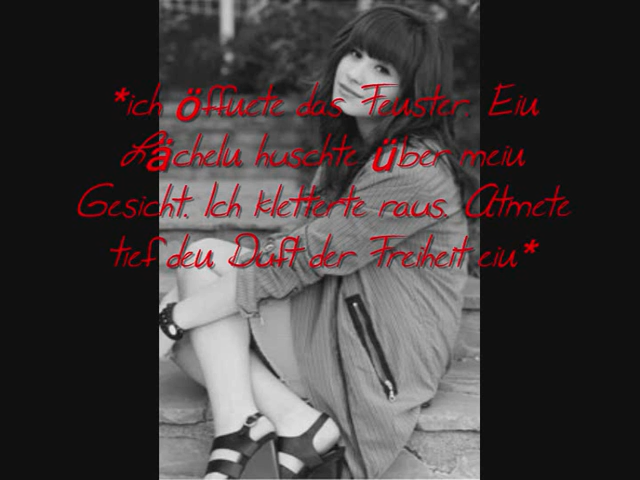 *ich öffnete das Fenster. Ein
Lächeln huschte über mein
Gesicht. Ich kletterte raus. Atmete
tief den Duft der Freiheit ein*